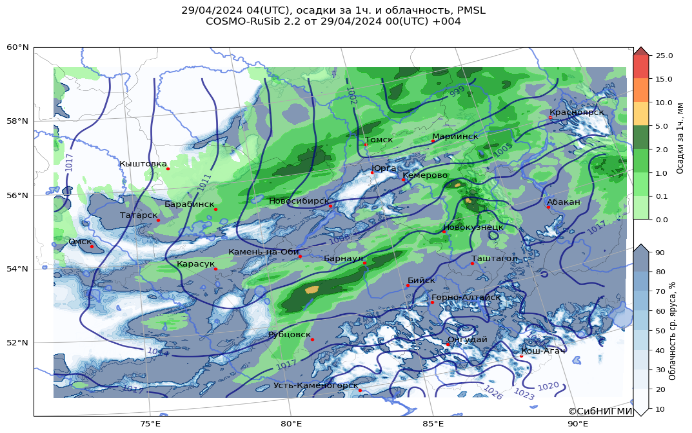 29/04/2024 04(UTC), осадки за 1ч. и облачность, PMSL
COSMO-RuSib 2.2 от 29/04/2024 00(UTC) +004
60°N
58°N
56°N
54°N
52°N
75°E
80°E
85°E
90°E
Красноярск
Томск
Мариинск
Кыштовка
Юрга
Кемерово
Барабинск
Новосибирск
Абакан
Татарск
Новокузнецк
Омск
Камень-на-Оби
Карасук
Барнаул
Таштагол
Бийск
Горно-Алтайск
Рубцовск
Онгудай
Кош-Агач
Усть-Каменогорск
1002
999
1005
1017
1011
1017
1026
1023
1020
©СибНИГМИ
25.0
15.0
10.0
5.0
2.0
1.0
0.1
0.0
Осадки за 1ч., мм
90
80
70
60
50
40
30
20
10
Облачность ср. яруса, %